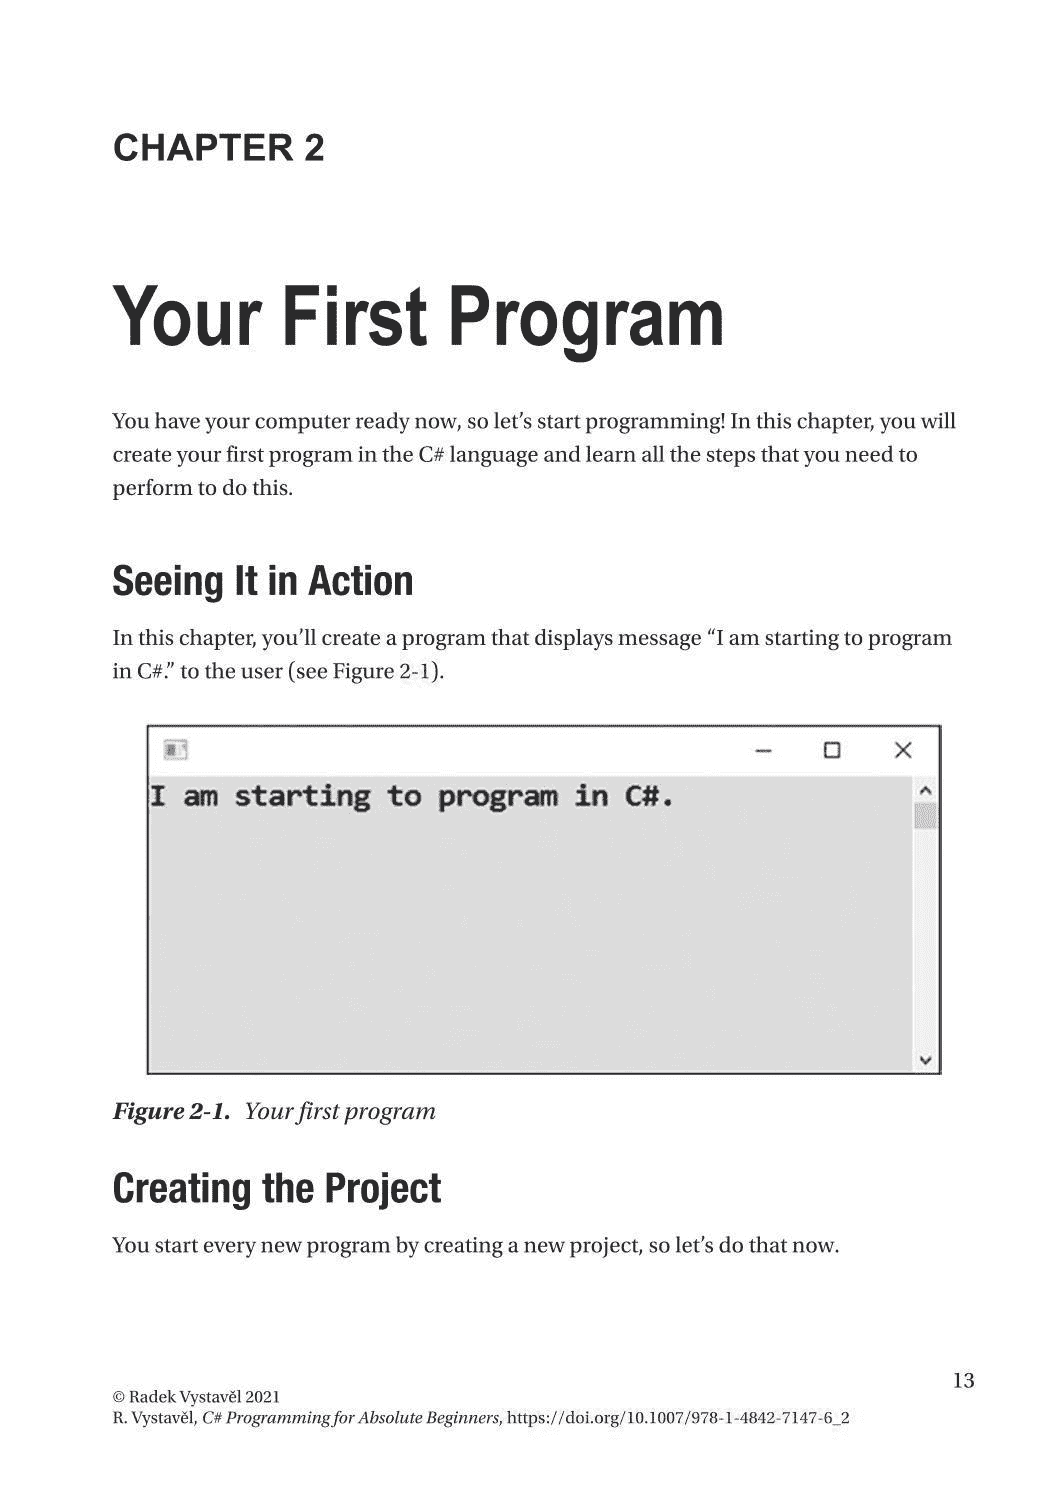 CHAPTER 2
Your First Program
You have your computer ready now, so let’s start programming! In this chapter, you will
create your first program in the C# language and learn all the steps that you need to
perform to do this.
Seeing It in Action
In this chapter, you’ll create a program that displays message “I am starting to program
in C#.” to the user (see Figure 2-1).
I am starting to program in C#.
Figure 2-1. Your first program
Creating the Project
You start every new program by creating a new project, so let’s do that now.
13
© Radek Vystavěl 2021
R. Vystavěl, C# Programming for Absolute Beginners, https://doi.org/10.1007/978-1-4842-7147-6_2